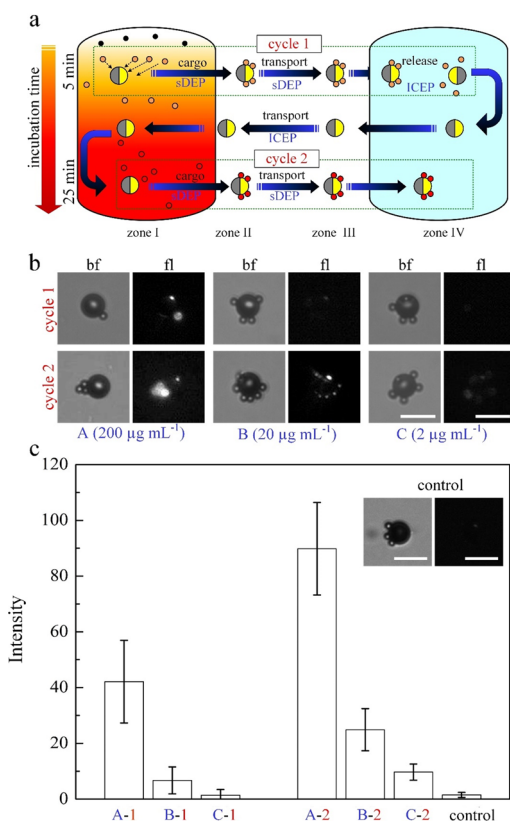 a
cycle 1
incubation time
5 min
25 min
cargo
sDEP
transport
sDEP
release
ICEP
transport
ICEP
cycle 2
cargo
sDEP
transport
sDEP
zone I
zone II
zone III
zone IV
b
bf
fl
bf
fl
bf
fl
cycle 1
cycle 2
A (200 µg mL⁻¹)
B (20 µg mL⁻¹)
C (2 µg mL⁻¹)
c
control
Intensity
120
100
80
60
40
20
0
A-1
B-1
C-1
A-2
B-2
C-2
control